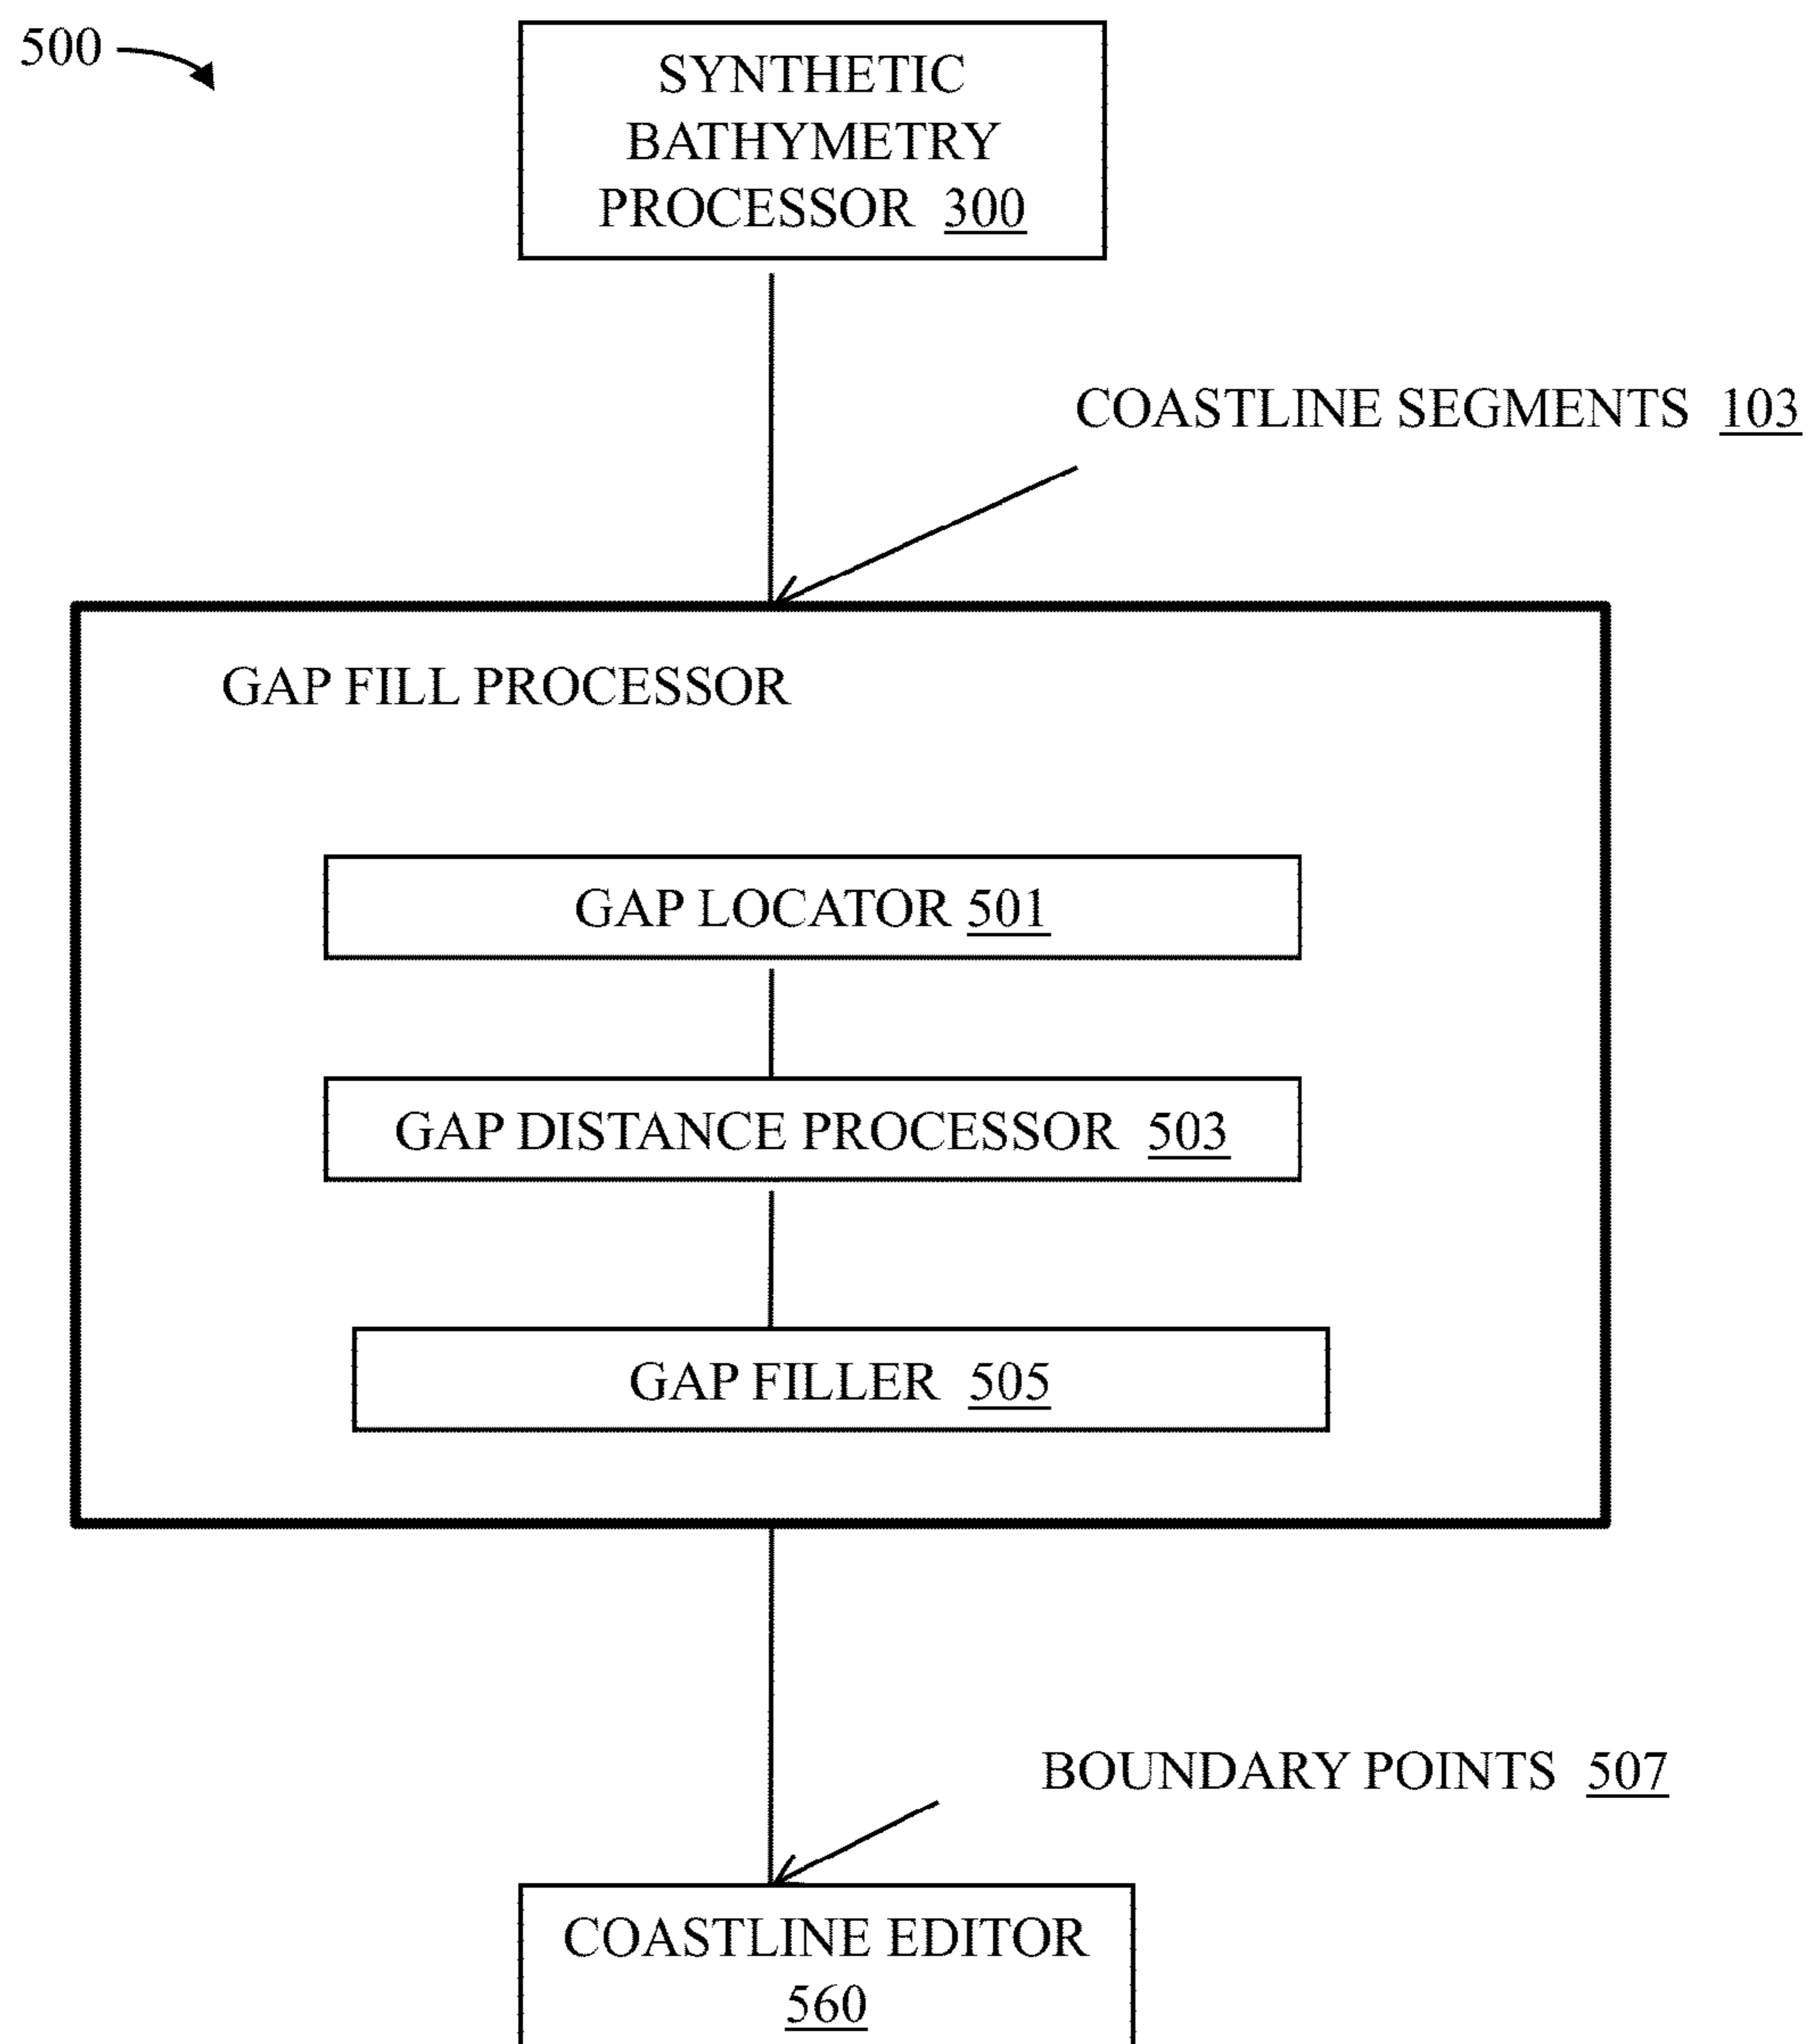 500
SYNTHETIC
BATHYMETRY
PROCESSOR 300
COASTLINE SEGMENTS 103
GAP FILL PROCESSOR
GAP LOCATOR 501
GAP DISTANCE PROCESSOR 503
GAP FILLER 505
BOUNDARY POINTS 507
COASTLINE EDITOR
560